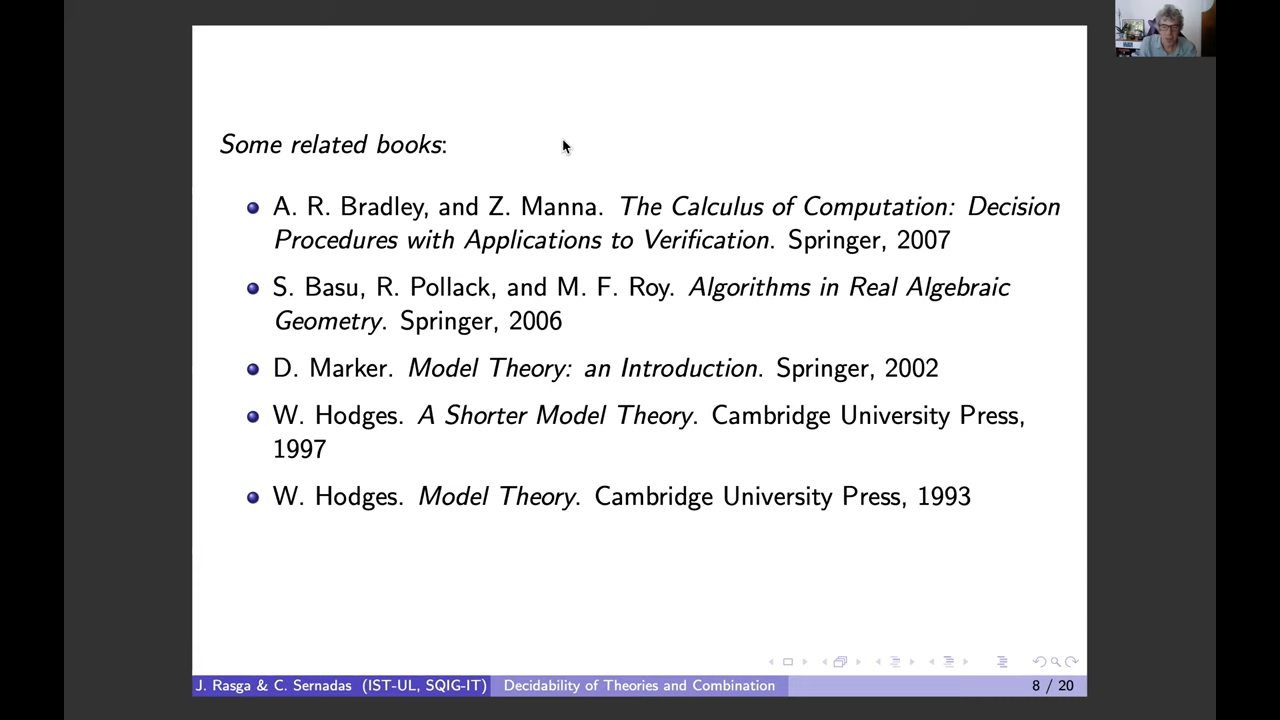 Some related books:
A. R. Bradley, and Z. Manna. The Calculus of Computation: Decision
Procedures with Applications to Verification. Springer, 2007
S. Basu, R. Pollack, and M. F. Roy. Algorithms in Real Algebraic
Geometry. Springer, 2006
D. Marker. Model Theory: an Introduction. Springer, 2002
W. Hodges. A Shorter Model Theory. Cambridge University Press,
1997
W. Hodges. Model Theory. Cambridge University Press, 1993
J. Rasga & C. Sernadas (IST-UL, SQIG-IT) Decidability of Theories and Combination 8 / 20